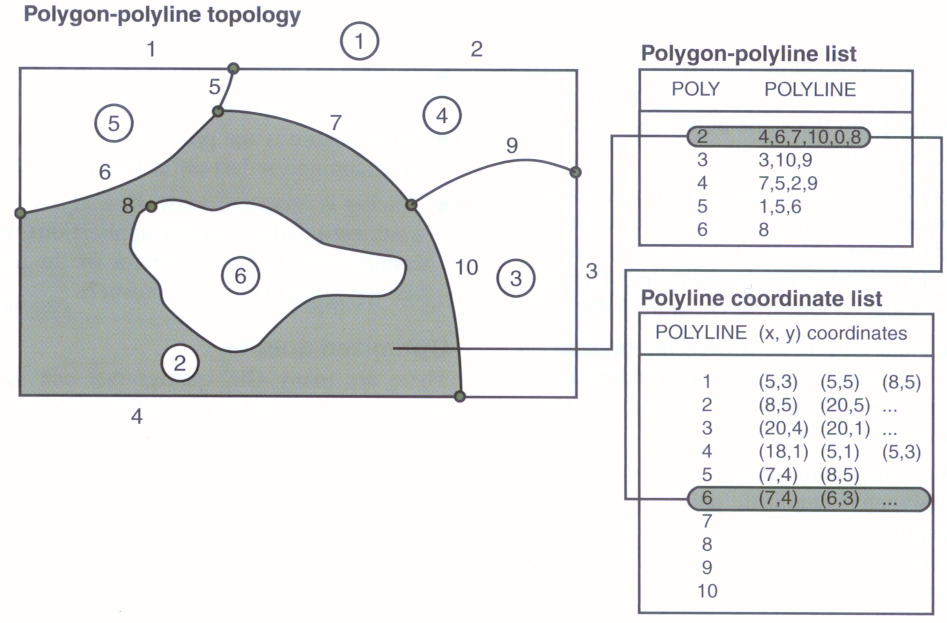 Polygon-polyline topology
1
1
2
5
5
4
7
9
6
8
6
10
3
3
2
4
Polygon-polyline list
POLY POLYLINE
2 4,6,7,10,0,8
3 3,10,9
4 7,5,2,9
5 1,5,6
6 8
Polyline coordinate list
POLYLINE (x, y) coordinates
1 (5,3) (5,5) (8,5)
2 (8,5) (20,5) ...
3 (20,4) (20,1) ...
4 (18,1) (5,1) (5,3)
5 (7,4) (8,5)
6 (7,4) (6,3) ...
7
8
9
10